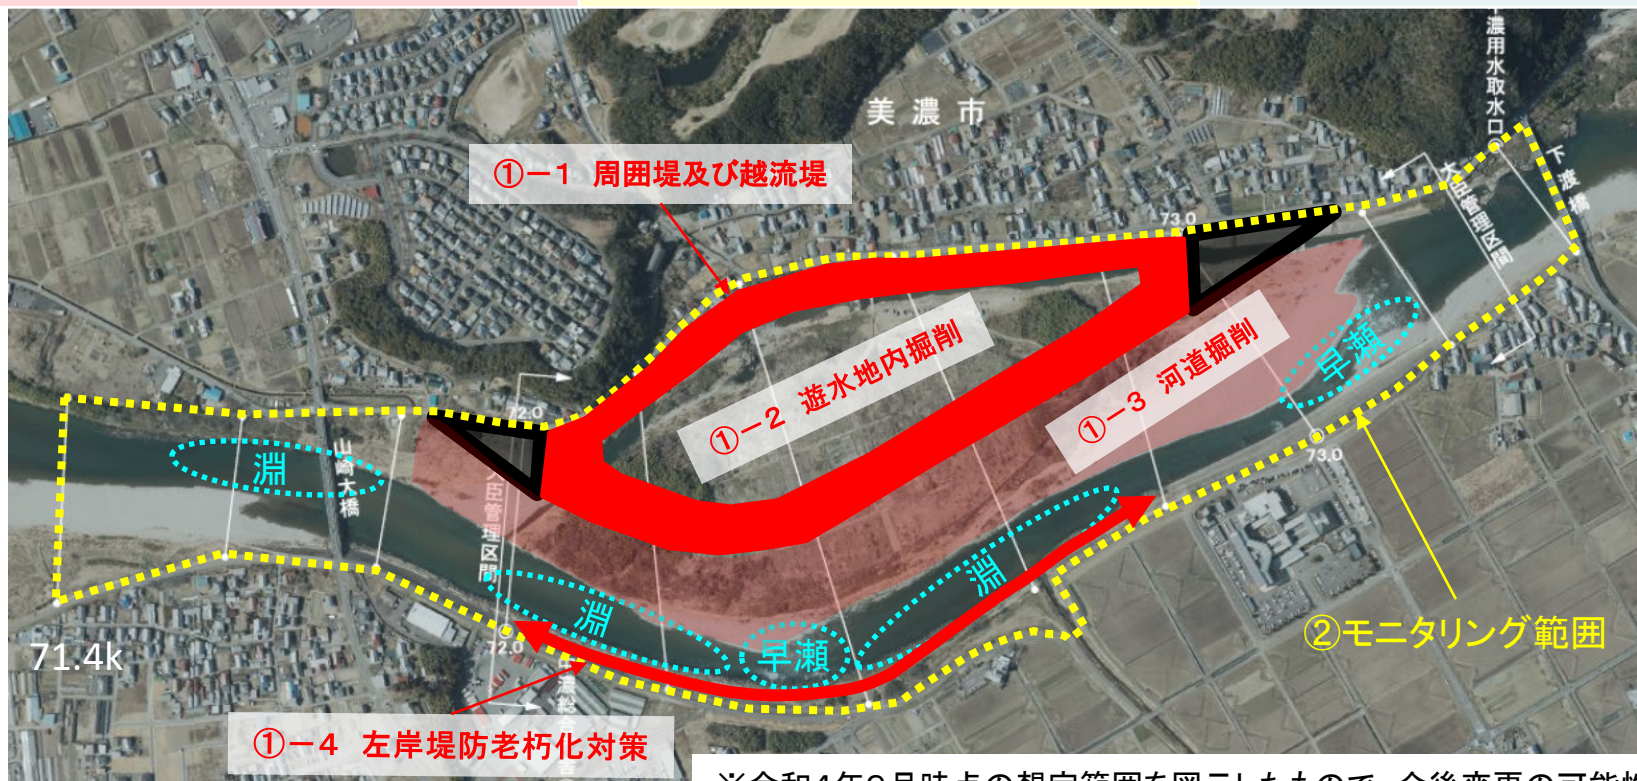 美濃市
濃用水取水口
下渡橋
大臣管理区間
①－1 周囲堤及び越流堤
73.0
①－2 遊水地内掘削
①－3 河道掘削
早瀬
72.0
淵
山崎大橋
臣管理区間
73.0
淵
淵
早瀬
②モニタリング範囲
72.0
71.4k
①－4 左岸堤防老朽化対策